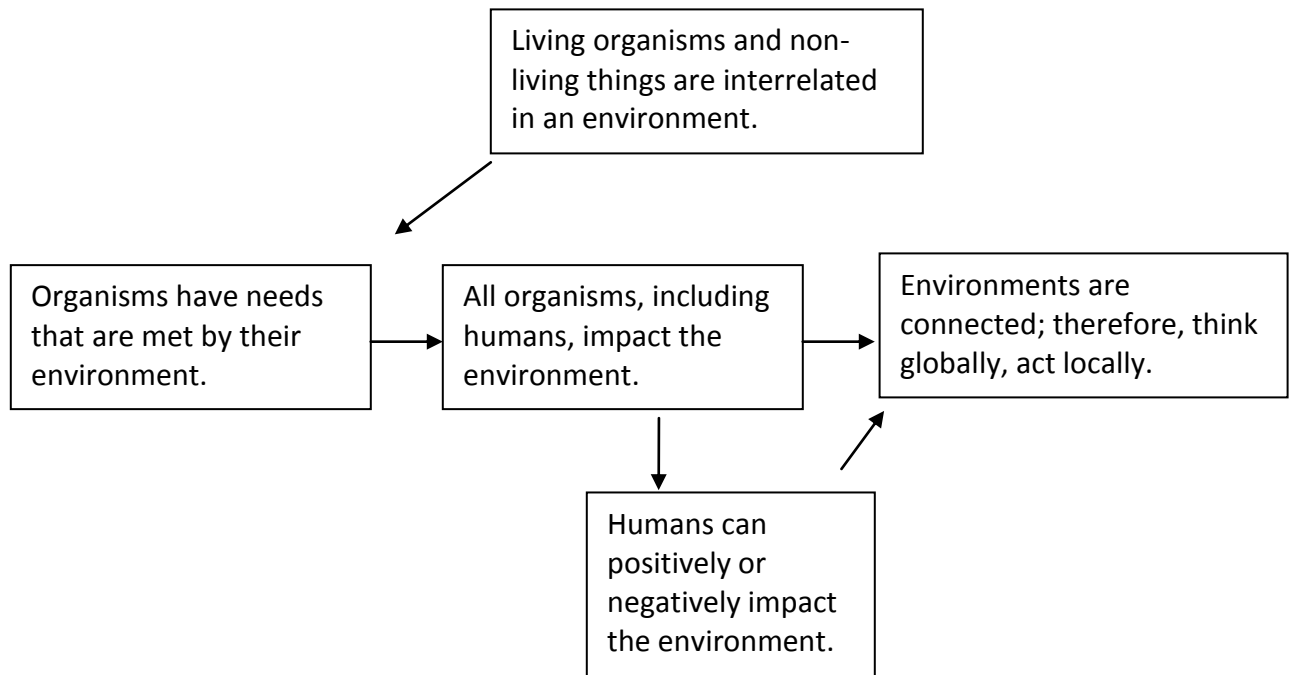 Living organisms and non-
living things are interrelated
in an environment.
Organisms have needs
that are met by their
environment.
All organisms, including
humans, impact the
environment.
Environments are
connected; therefore, think
globally, act locally.
Humans can
positively or
negatively impact
the environment.